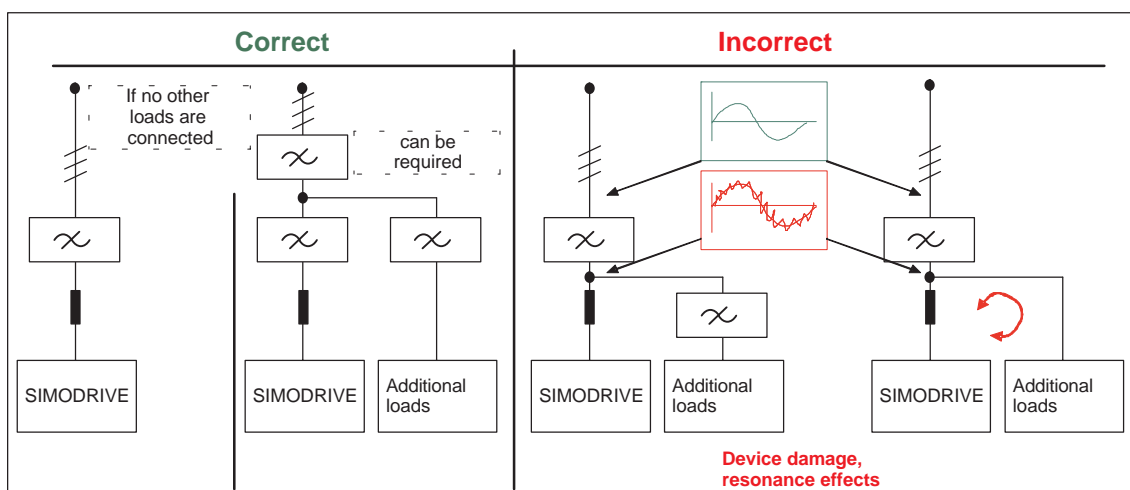 Correct
Incorrect
If no other
loads are
connected
can be
required
SIMODRIVE
SIMODRIVE
Additional
loads
SIMODRIVE
Additional
loads
SIMODRIVE
Additional
loads
Device damage,
resonance effects